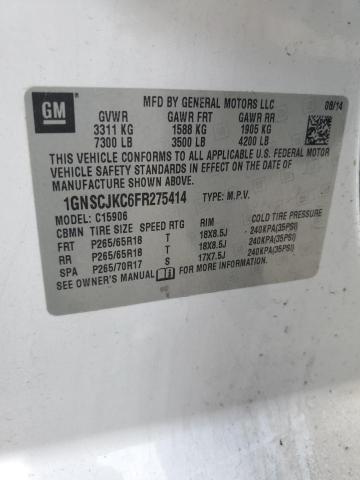 GM
MFD BY GENERAL MOTORS LLC 08/14
GVWR GAWR FRT GAWR RR
3311 KG 1588 KG 1905 KG
7300 LB 3500 LB 4200 LB
THIS VEHICLE CONFORMS TO ALL APPLICABLE U.S. FEDERAL MOTOR
VEHICLE SAFETY STANDARDS IN EFFECT ON THE DATE OF
MANUFACTURE SHOWN ABOVE.
1GNSCJKC6FR275414 TYPE: M.P.V.
MODEL: C15906
CBMN TIRE SIZE SPEED RTG RIM COLD TIRE PRESSURE
FRT P265/65R18 T 18X8.5J 240KPA(35PSI)
RR P265/65R18 T 18X8.5J 240KPA(35PSI)
SPA P265/70R17 S 17X7.5J 240KPA(35PSI)
SEE OWNER'S MANUAL FOR MORE INFORMATION.